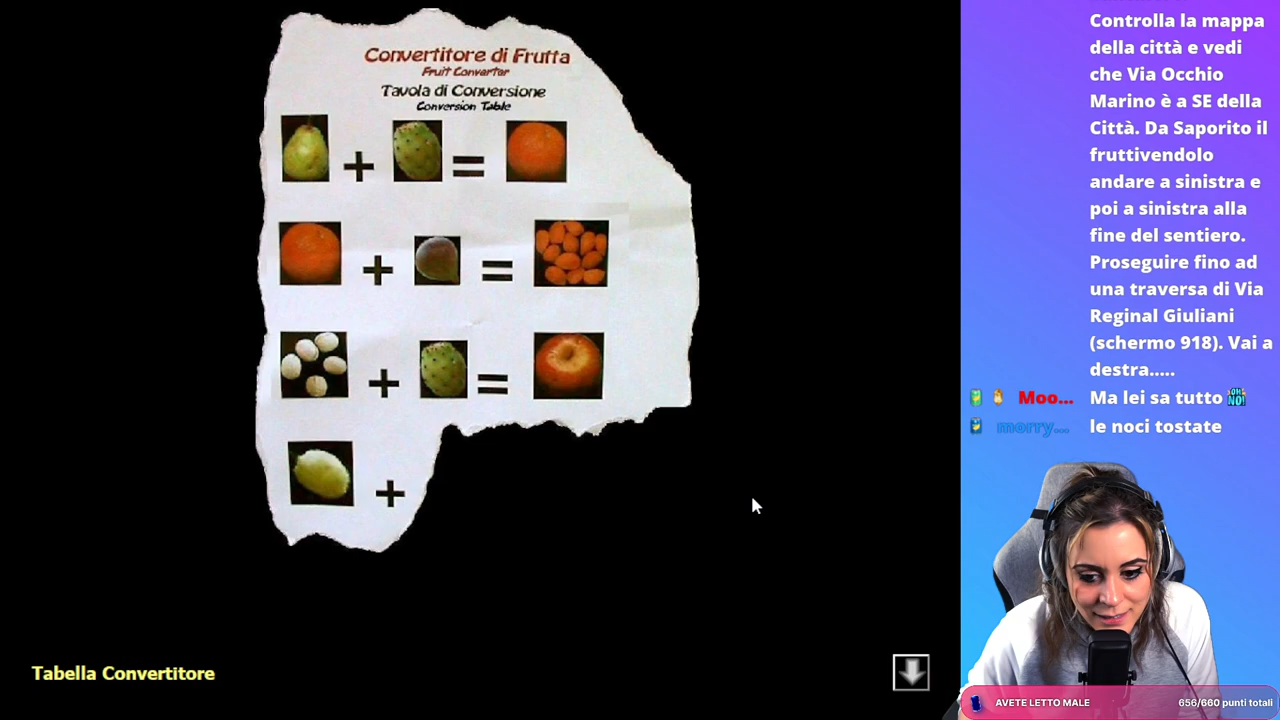 Convertitore di Frutta
Fruit Converter
Tavola di Conversione
Conversion Table
+ =
+ =
+ =
+
Tabella Convertitore
Controlla la mappa
della città e vedi
che Via Occhio
Marino è a SE della
Città. Da Saporito il
fruttivendolo
andare a sinistra e
poi a sinistra alla
fine del sentiero.
Proseguire fino ad
una traversa di Via
Reginal Giuliani
(schermo 918). Vai a
destra.....
Moo... Ma lei sa tutto OH NO!
morry... le noci tostate
AVETE LETTO MALE 656/660 punti totali